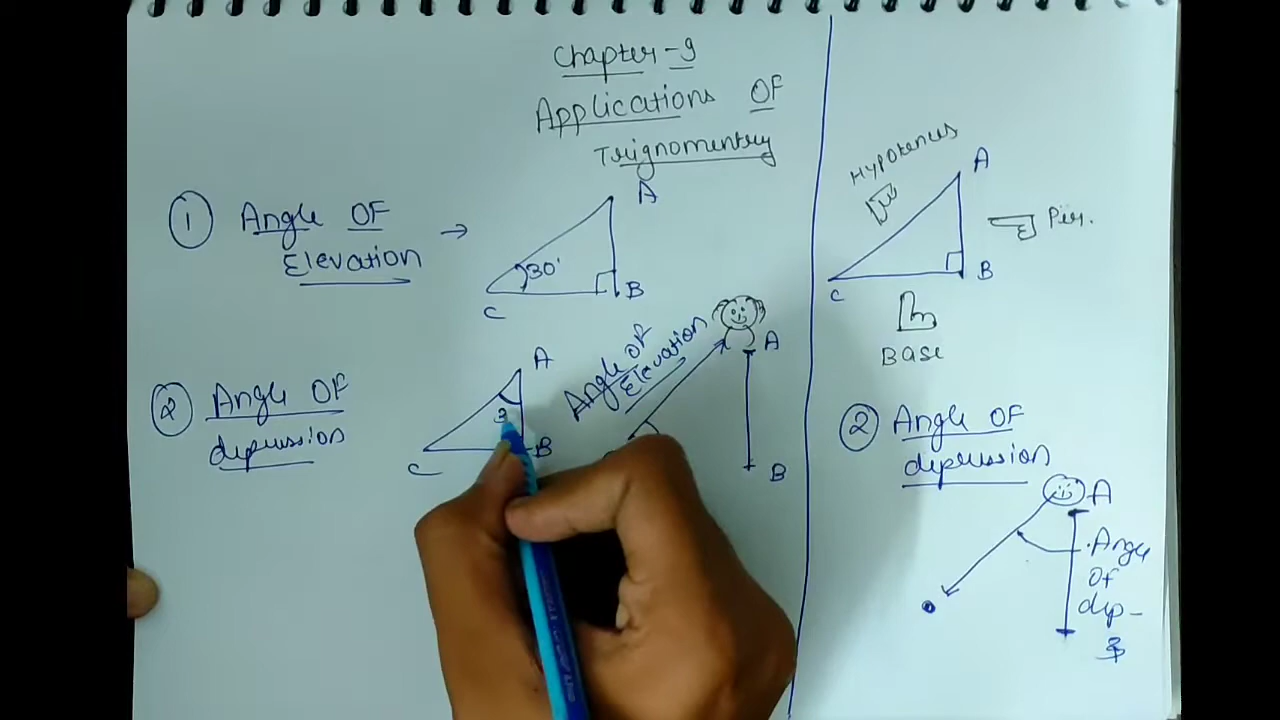 Chapter-9
Applications OF
Trignomentry
① Angle OF
Elevation →
A
30°
C
B
② Angle OF
depression
A
C
B
Angle of
Elevation
A
B
Hypotenus
A
Per.
B
C
Base
② Angle OF
depression
A
Angle
Of
dip-